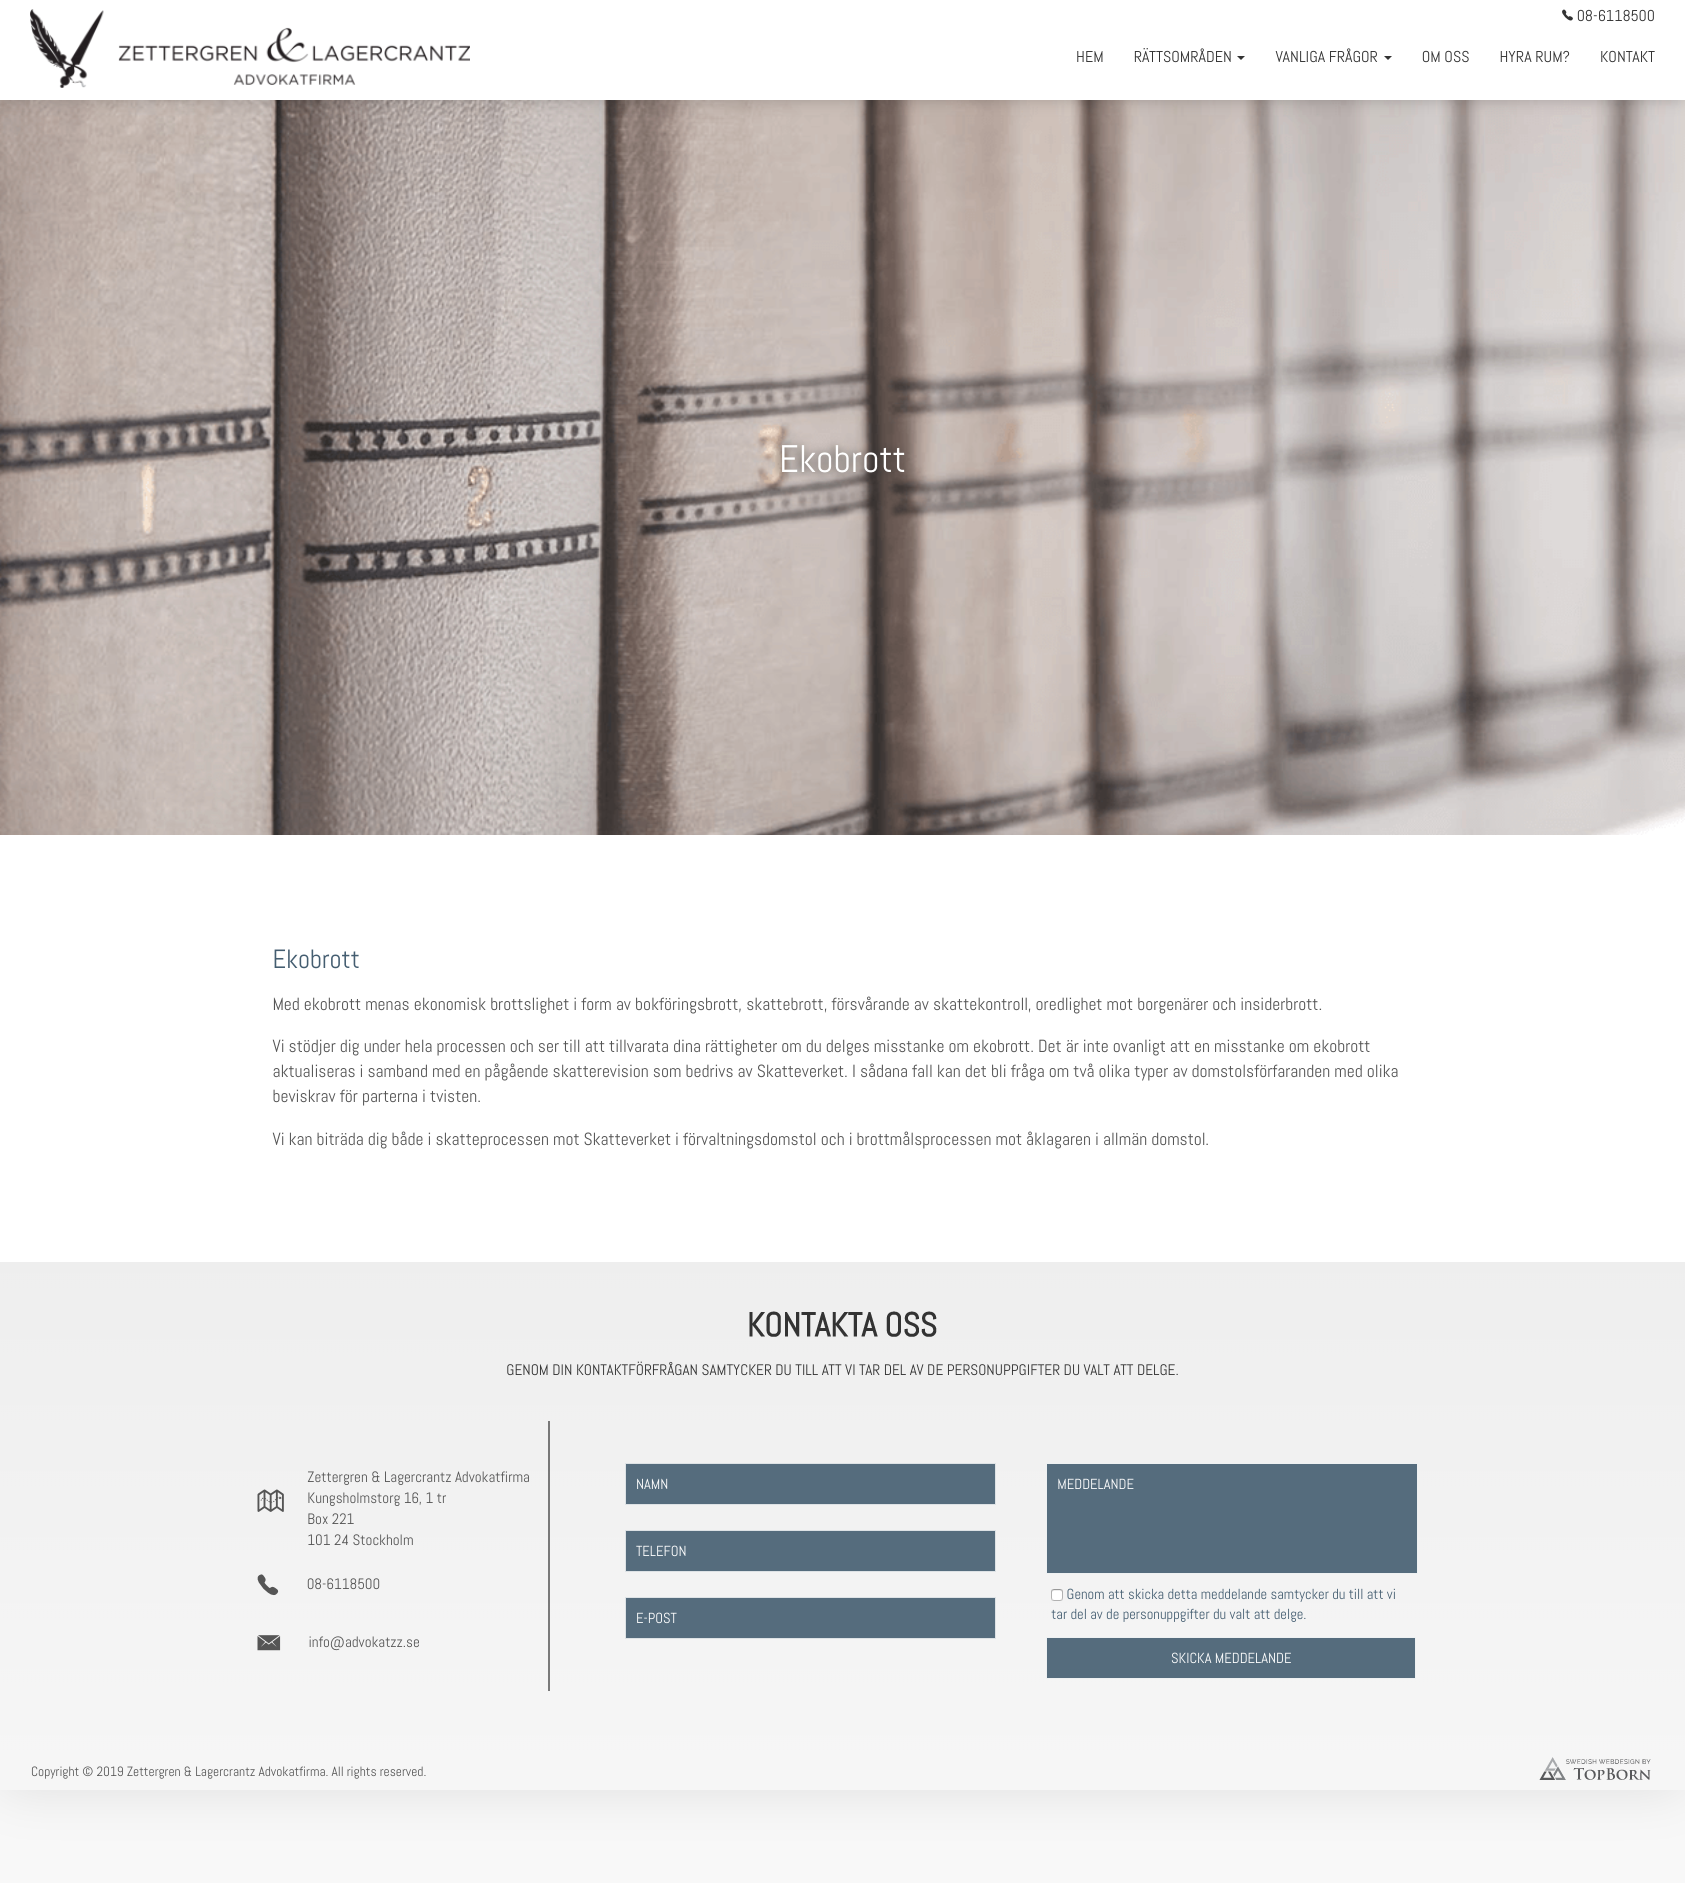 08-6118500
ZETTERGREN & LAGERCRANTZ
ADVOKATFIRMA
HEM RÄTTSOMRÅDEN VANLIGA FRÅGOR OM OSS HYRA RUM? KONTAKT
1
2
3
Ekobrott
Ekobrott
Med ekobrott menas ekonomisk brottslighet i form av bokföringsbrott, skattebrott, försvårande av skattekontroll, oredlighet mot borgenärer och insiderbrott.
Vi stödjer dig under hela processen och ser till att tillvarata dina rättigheter om du delges misstanke om ekobrott. Det är inte ovanligt att en misstanke om ekobrott
aktualiseras i samband med en pågående skatterevision som bedrivs av Skatteverket. I sådana fall kan det bli fråga om två olika typer av domstolsförfaranden med olika
beviskrav för parterna i tvisten.
Vi kan biträda dig både i skatteprocessen mot Skatteverket i förvaltningsdomstol och i brottmålsprocessen mot åklagaren i allmän domstol.
KONTAKTA OSS
GENOM DIN KONTAKTFÖRFRÅGAN SAMTYCKER DU TILL ATT VI TAR DEL AV DE PERSONUPPGIFTER DU VALT ATT DELGE.
Zettergren & Lagercrantz Advokatfirma
Kungsholmstorg 16, 1 tr
Box 221
101 24 Stockholm
08-6118500
info@advokatzz.se
NAMN
TELEFON
E-POST
MEDDELANDE
Genom att skicka detta meddelande samtycker du till att vi
tar del av de personuppgifter du valt att delge.
SKICKA MEDDELANDE
Copyright © 2019 Zettergren & Lagercrantz Advokatfirma. All rights reserved.
SWEDISH WEBDESIGN BY
TOPBORN